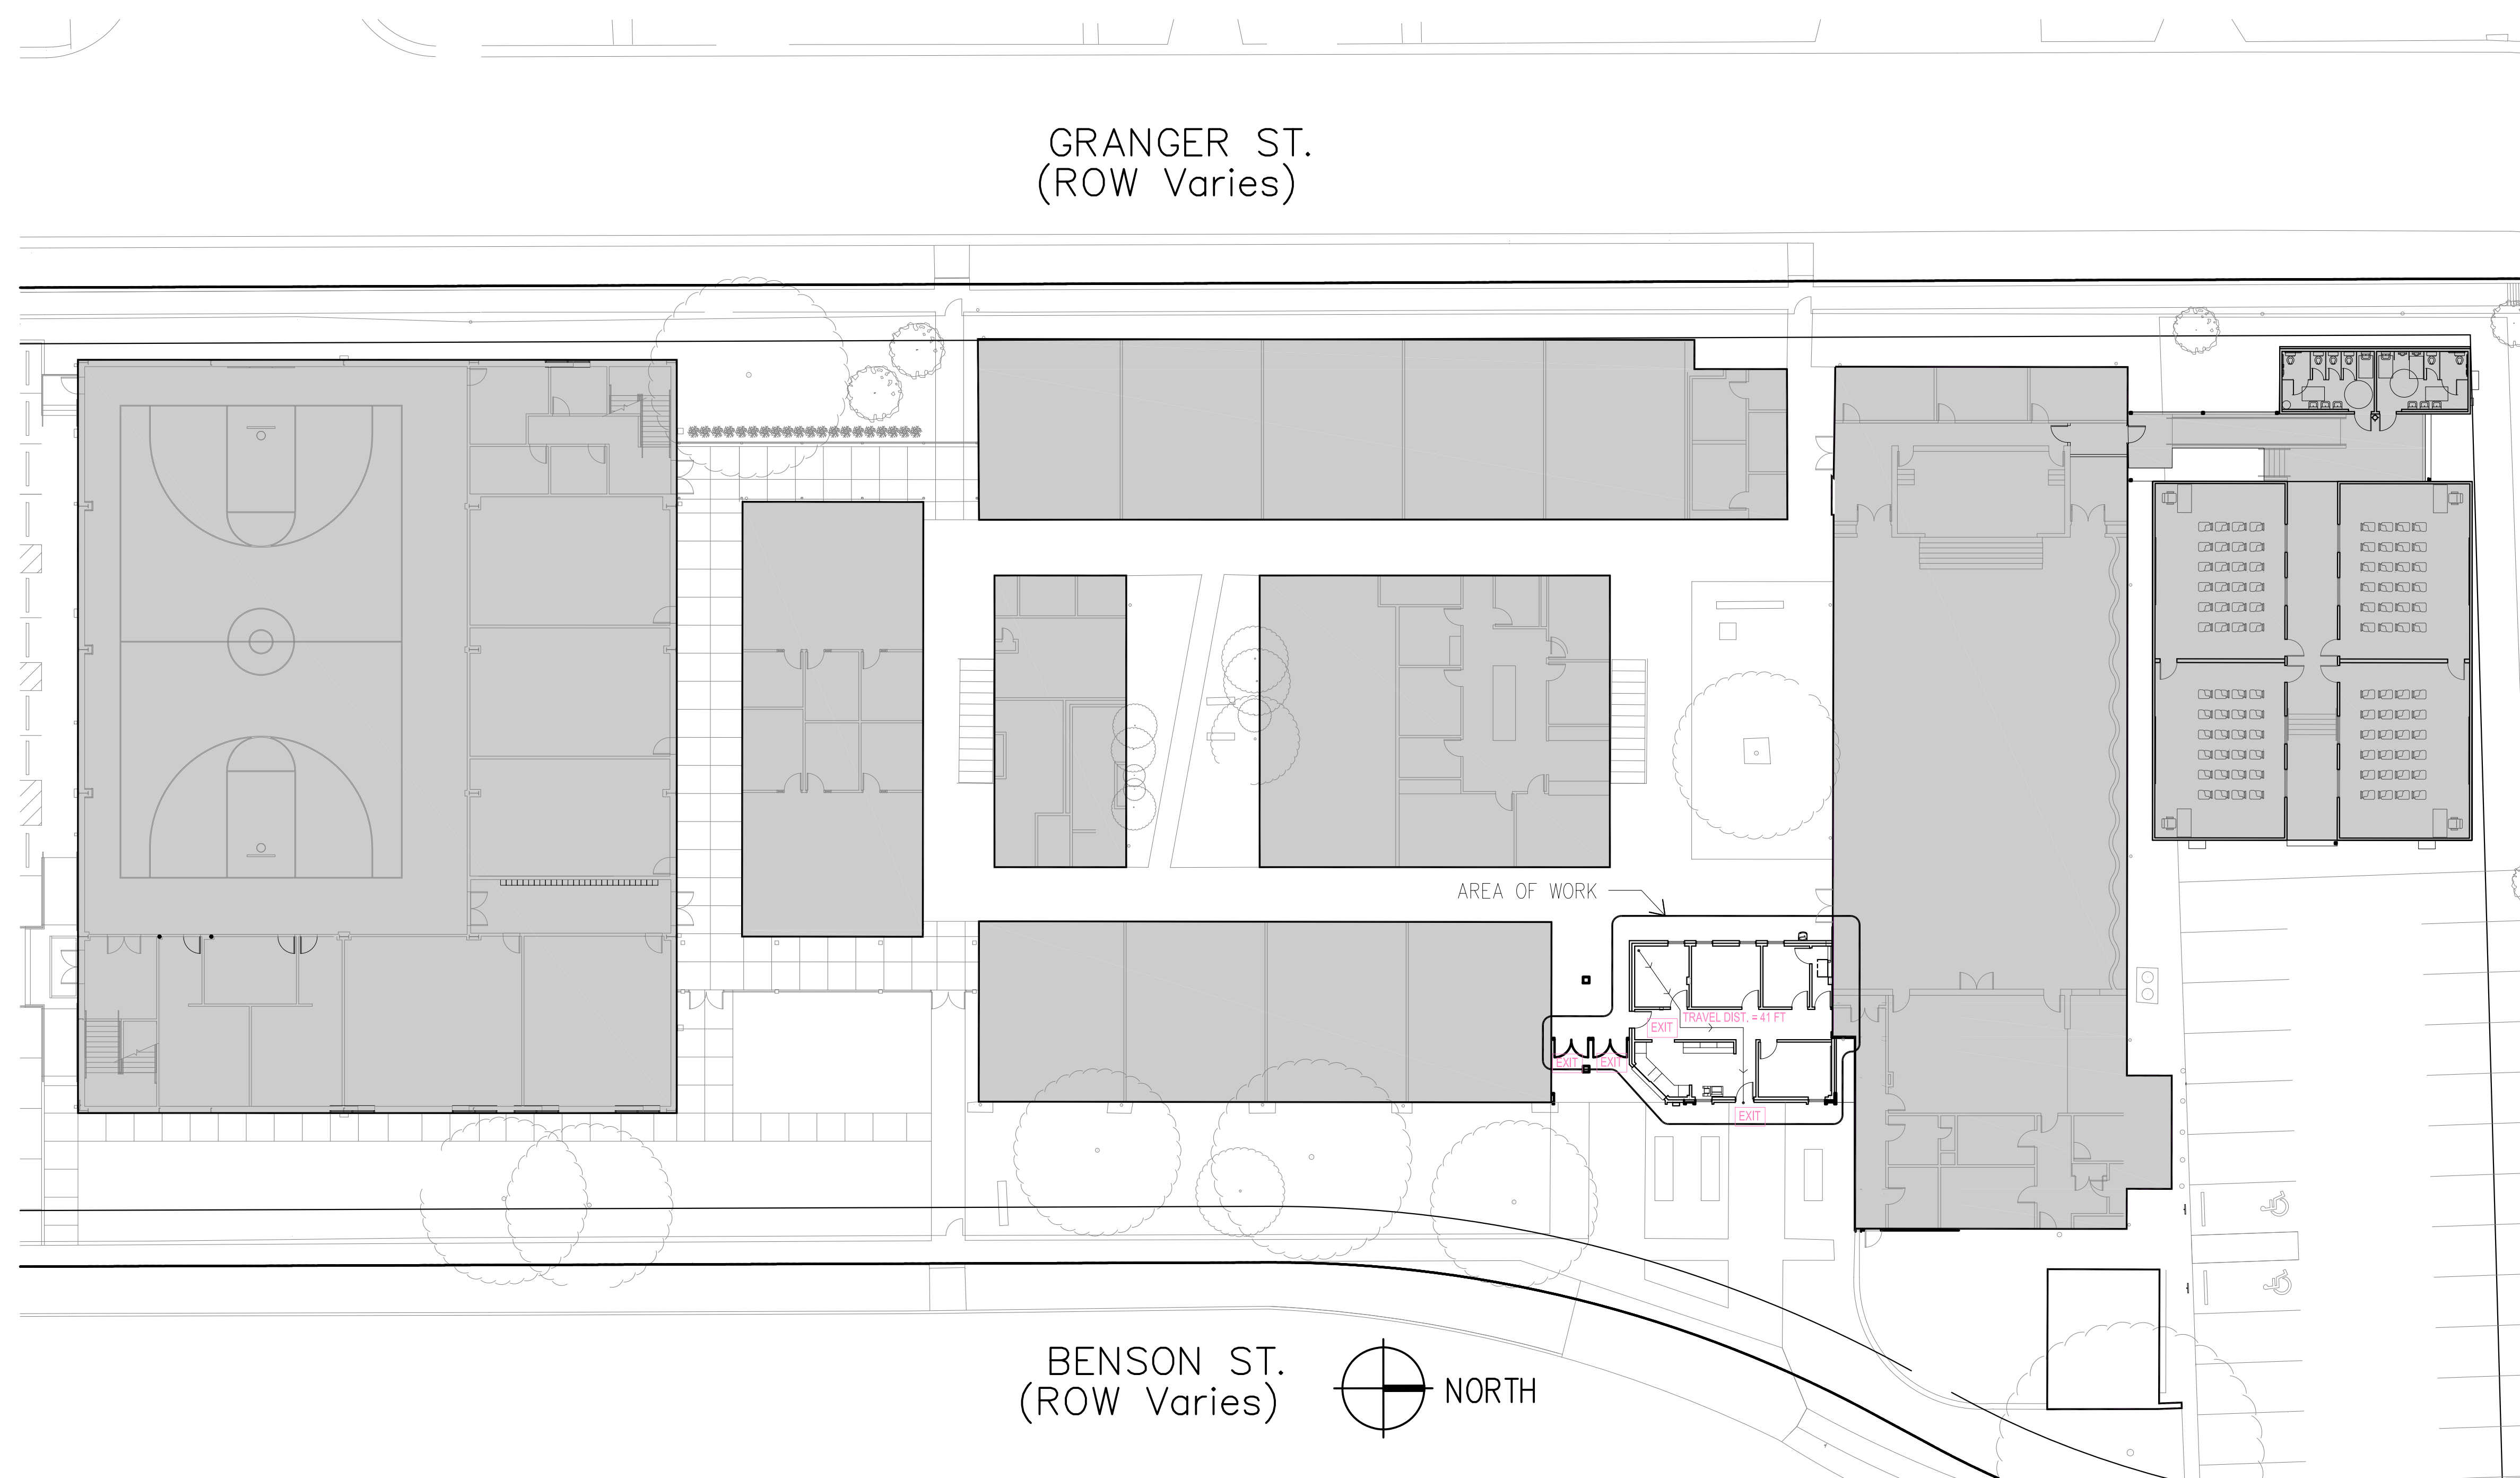 GRANGER ST.
(ROW Varies)
AREA OF WORK
TRAVEL DIST. = 41 FT
EXIT
EXIT
EXIT
EXIT
BENSON ST.
(ROW Varies)
NORTH